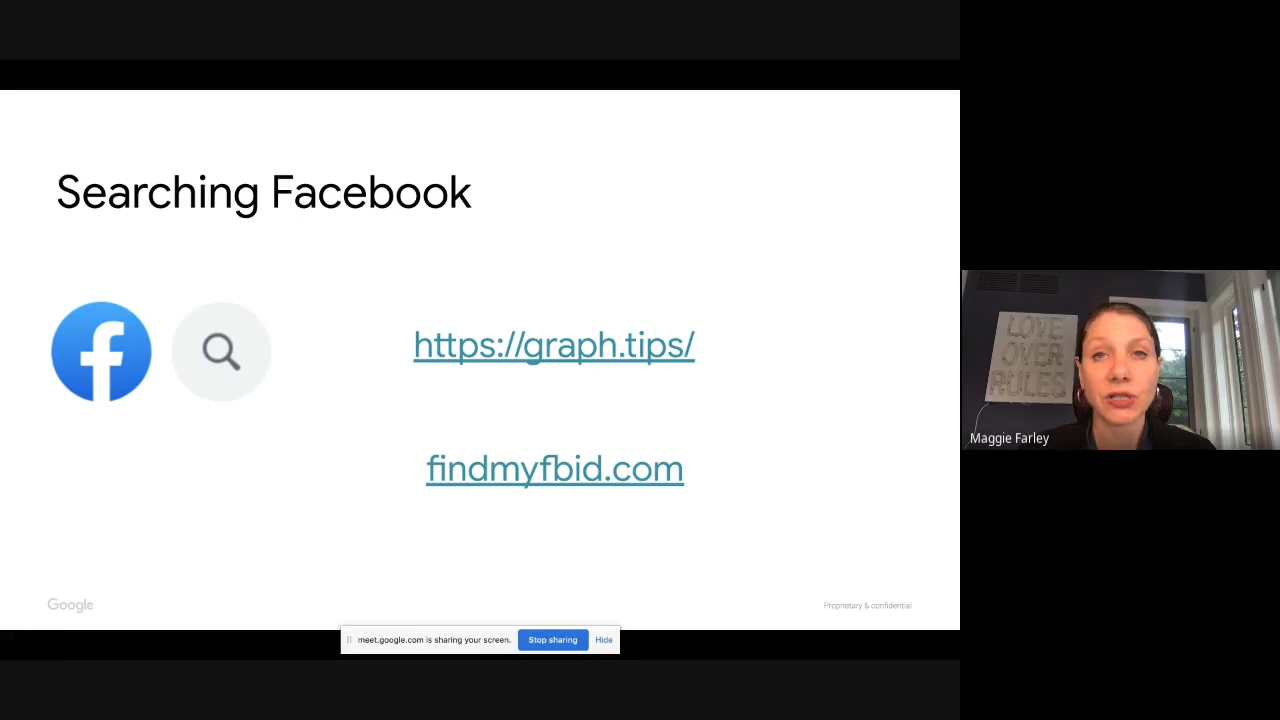 Searching Facebook
https://graph.tips/
findmyfbid.com
Google
Proprietary & confidential
meet.google.com is sharing your screen.
Stop sharing
Hide
LOVE
OVER
RULES
Maggie Farley